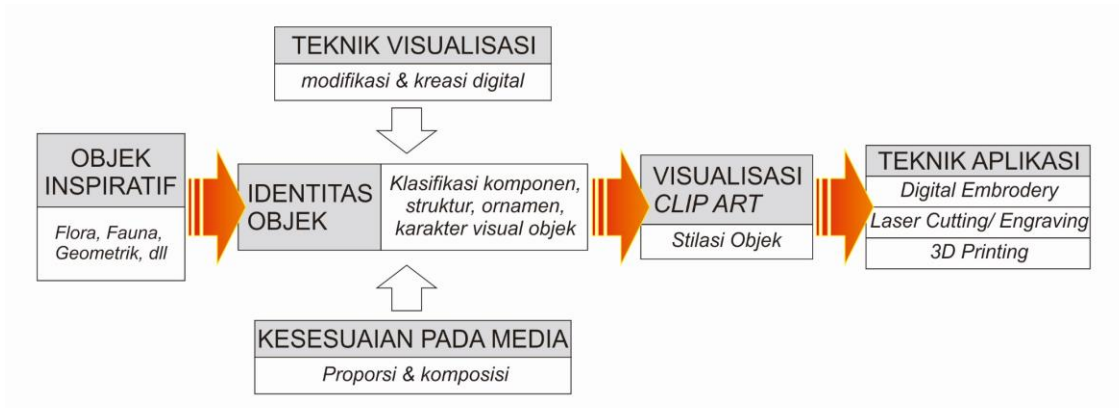 TEKNIK VISUALISASI
modifikasi & kreasi digital
OBJEK
INSPIRATIF
Flora, Fauna,
Geometrik, dll
IDENTITAS
OBJEK
Klasifikasi komponen,
struktur, ornamen,
karakter visual objek
VISUALISASI
CLIP ART
Stilasi Objek
TEKNIK APLIKASI
Digital Embrodery
Laser Cutting/ Engraving
3D Printing
KESESUAIAN PADA MEDIA
Proporsi & komposisi